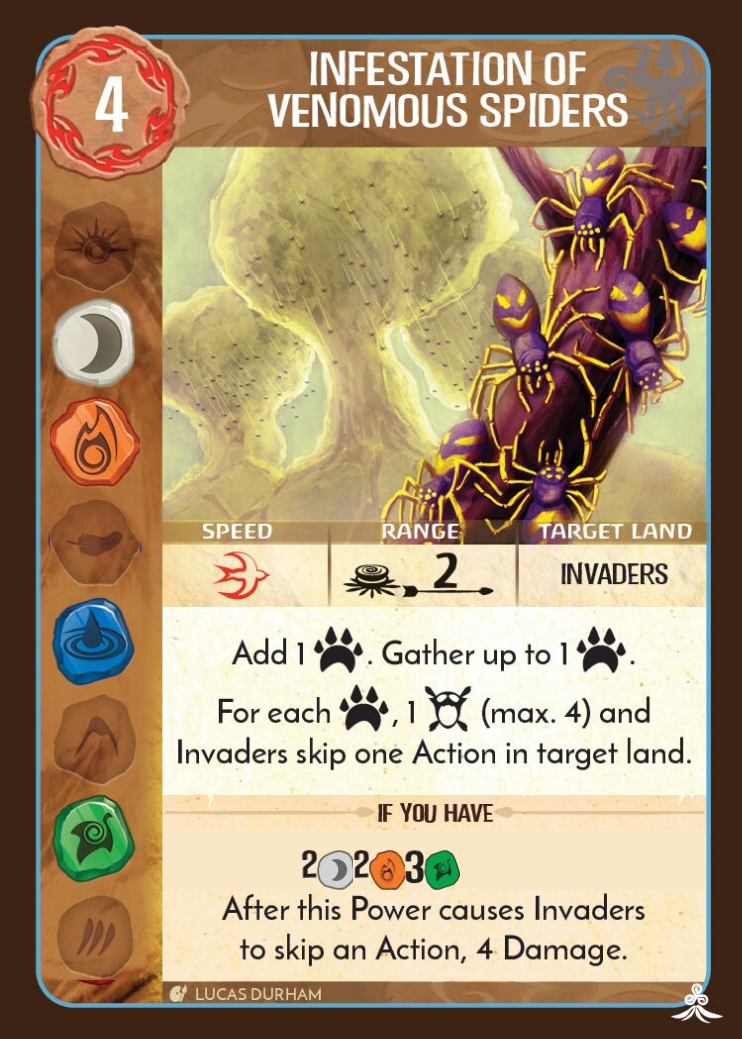 4
INFESTATION OF
VENOMOUS SPIDERS
SPEED RANGE TARGET LAND
2 INVADERS
Add 1 . Gather up to 1 .
For each , 1 (max. 4) and
Invaders skip one Action in target land.
IF YOU HAVE
2 2 3
After this Power causes Invaders
to skip an Action, 4 Damage.
LUCAS DURHAM